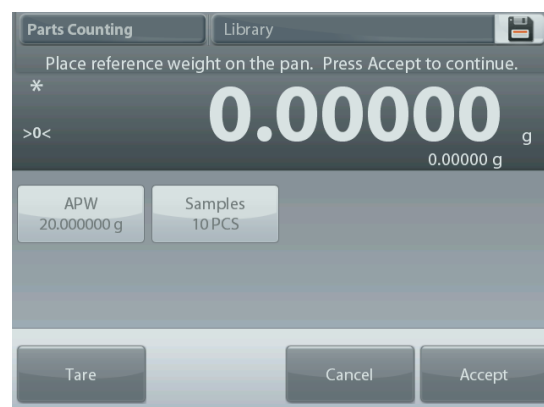 Parts Counting
Library
Place reference weight on the pan. Press Accept to continue.
*
>0<
0.00000 g
0.00000 g
APW
20.000000 g
Samples
10 PCS
Tare
Cancel
Accept